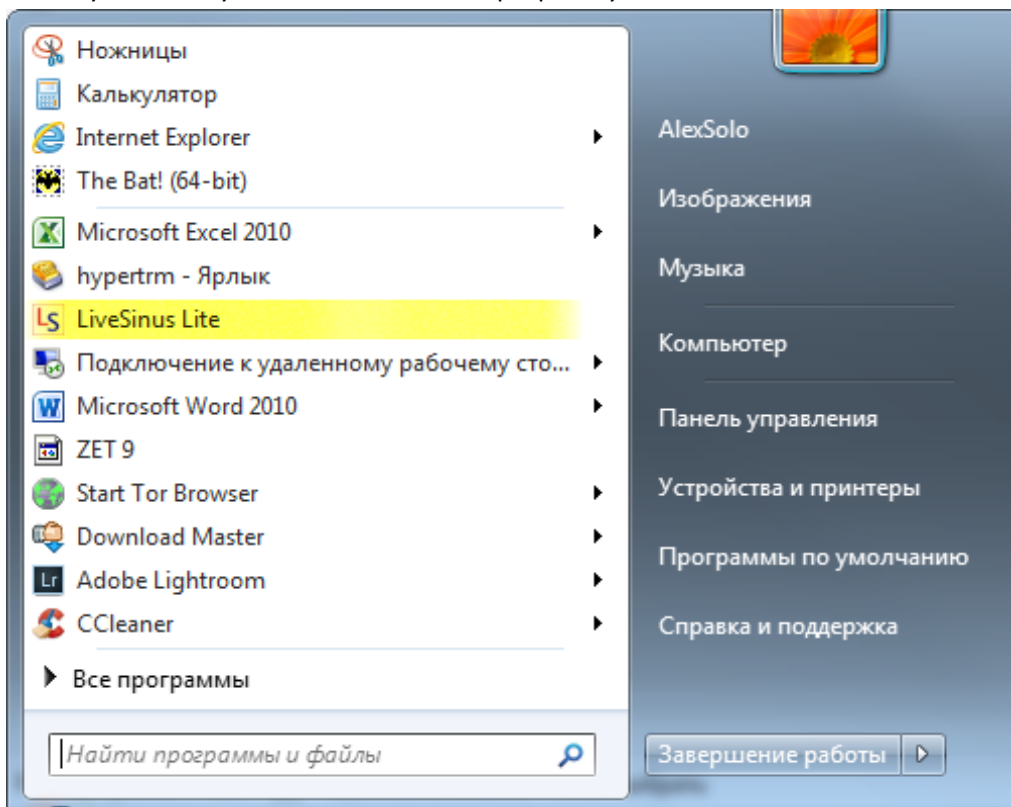 Ножницы
Калькулятор
Internet Explorer
The Bat! (64-bit)
Microsoft Excel 2010
hypertrm - Ярлык
LS LiveSinus Lite
Подключение к удаленному рабочему сто...
W Microsoft Word 2010
ZET 9
Start Tor Browser
Download Master
Lr Adobe Lightroom
CCleaner
Все программы
Найти программы и файлы
AlexSolo
Изображения
Музыка
Компьютер
Панель управления
Устройства и принтеры
Программы по умолчанию
Справка и поддержка
Завершение работы